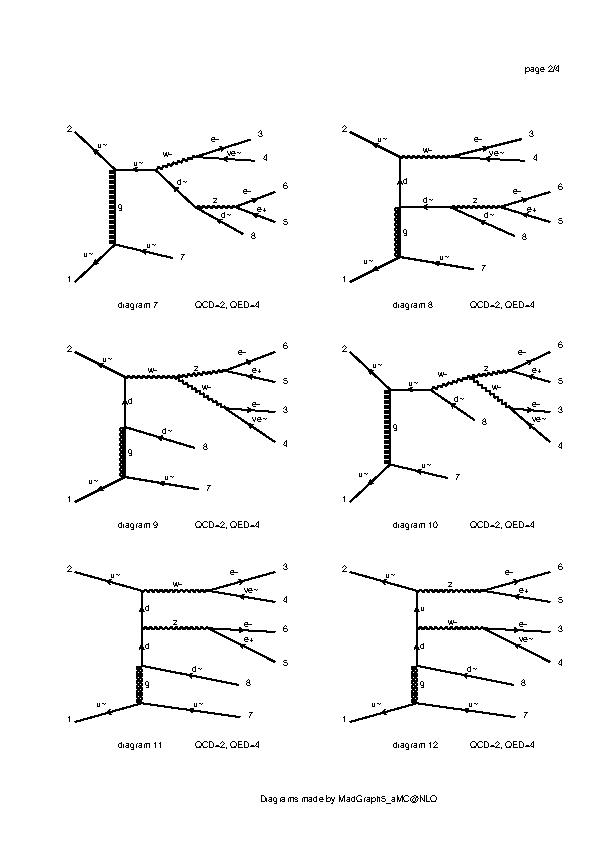 page 2/4
2
u~
u~
w-
e-
3
ve~
4
d~
z
e-
6
e+
5
d~
8
g
u~
u~
7
1
diagram 7 QCD=2, QED=4
2
u~
w-
e-
3
ve~
4
d
d~
z
e-
6
e+
5
d~
8
g
u~
u~
7
1
diagram 8 QCD=2, QED=4
2
u~
w-
z
e-
6
e+
5
w-
e-
3
ve~
4
d
d~
8
g
u~
u~
7
1
diagram 9 QCD=2, QED=4
2
u~
u~
w-
z
e-
6
e+
5
w-
e-
3
ve~
4
d~
8
g
u~
u~
7
1
diagram 10 QCD=2, QED=4
2
u~
w-
e-
3
ve~
4
d
z
e-
6
e+
5
d
d~
8
g
u~
u~
7
1
diagram 11 QCD=2, QED=4
2
u~
z
e-
6
e+
5
u
w-
e-
3
ve~
4
d
d~
8
g
u~
u~
7
1
diagram 12 QCD=2, QED=4
Diagrams made by MadGraph5_aMC@NLO